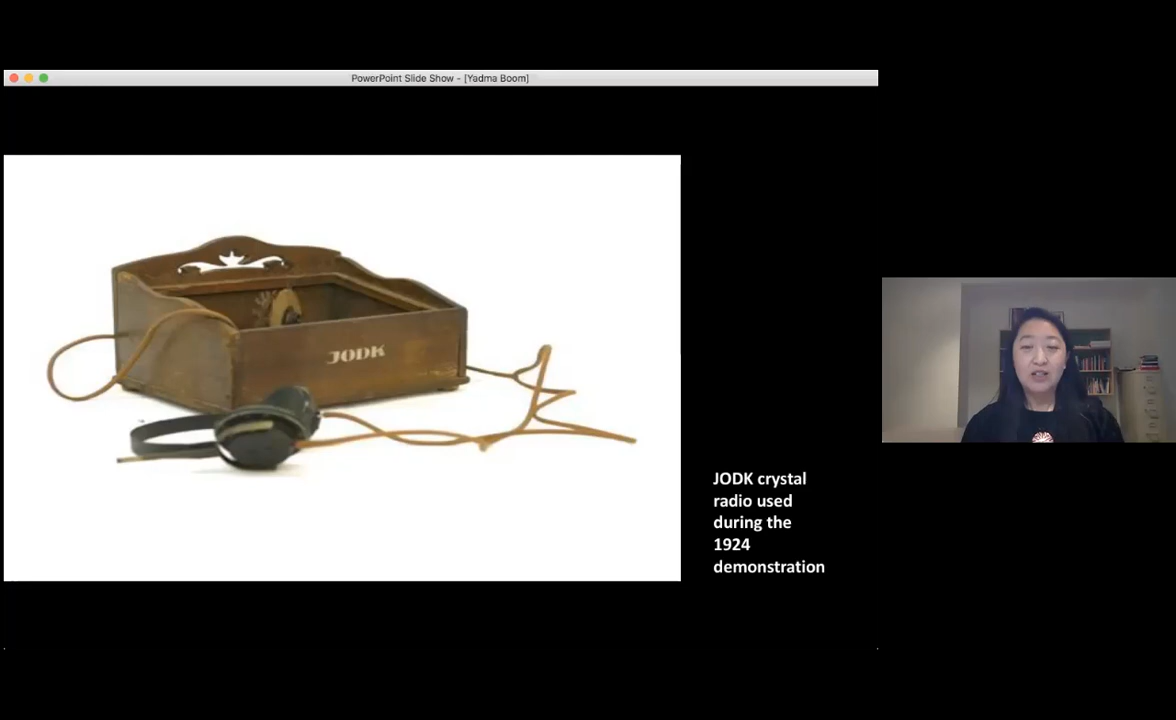 PowerPoint Slide Show - [Yadma Boom]
JODK
JODK crystal
radio used
during the
1924
demonstration